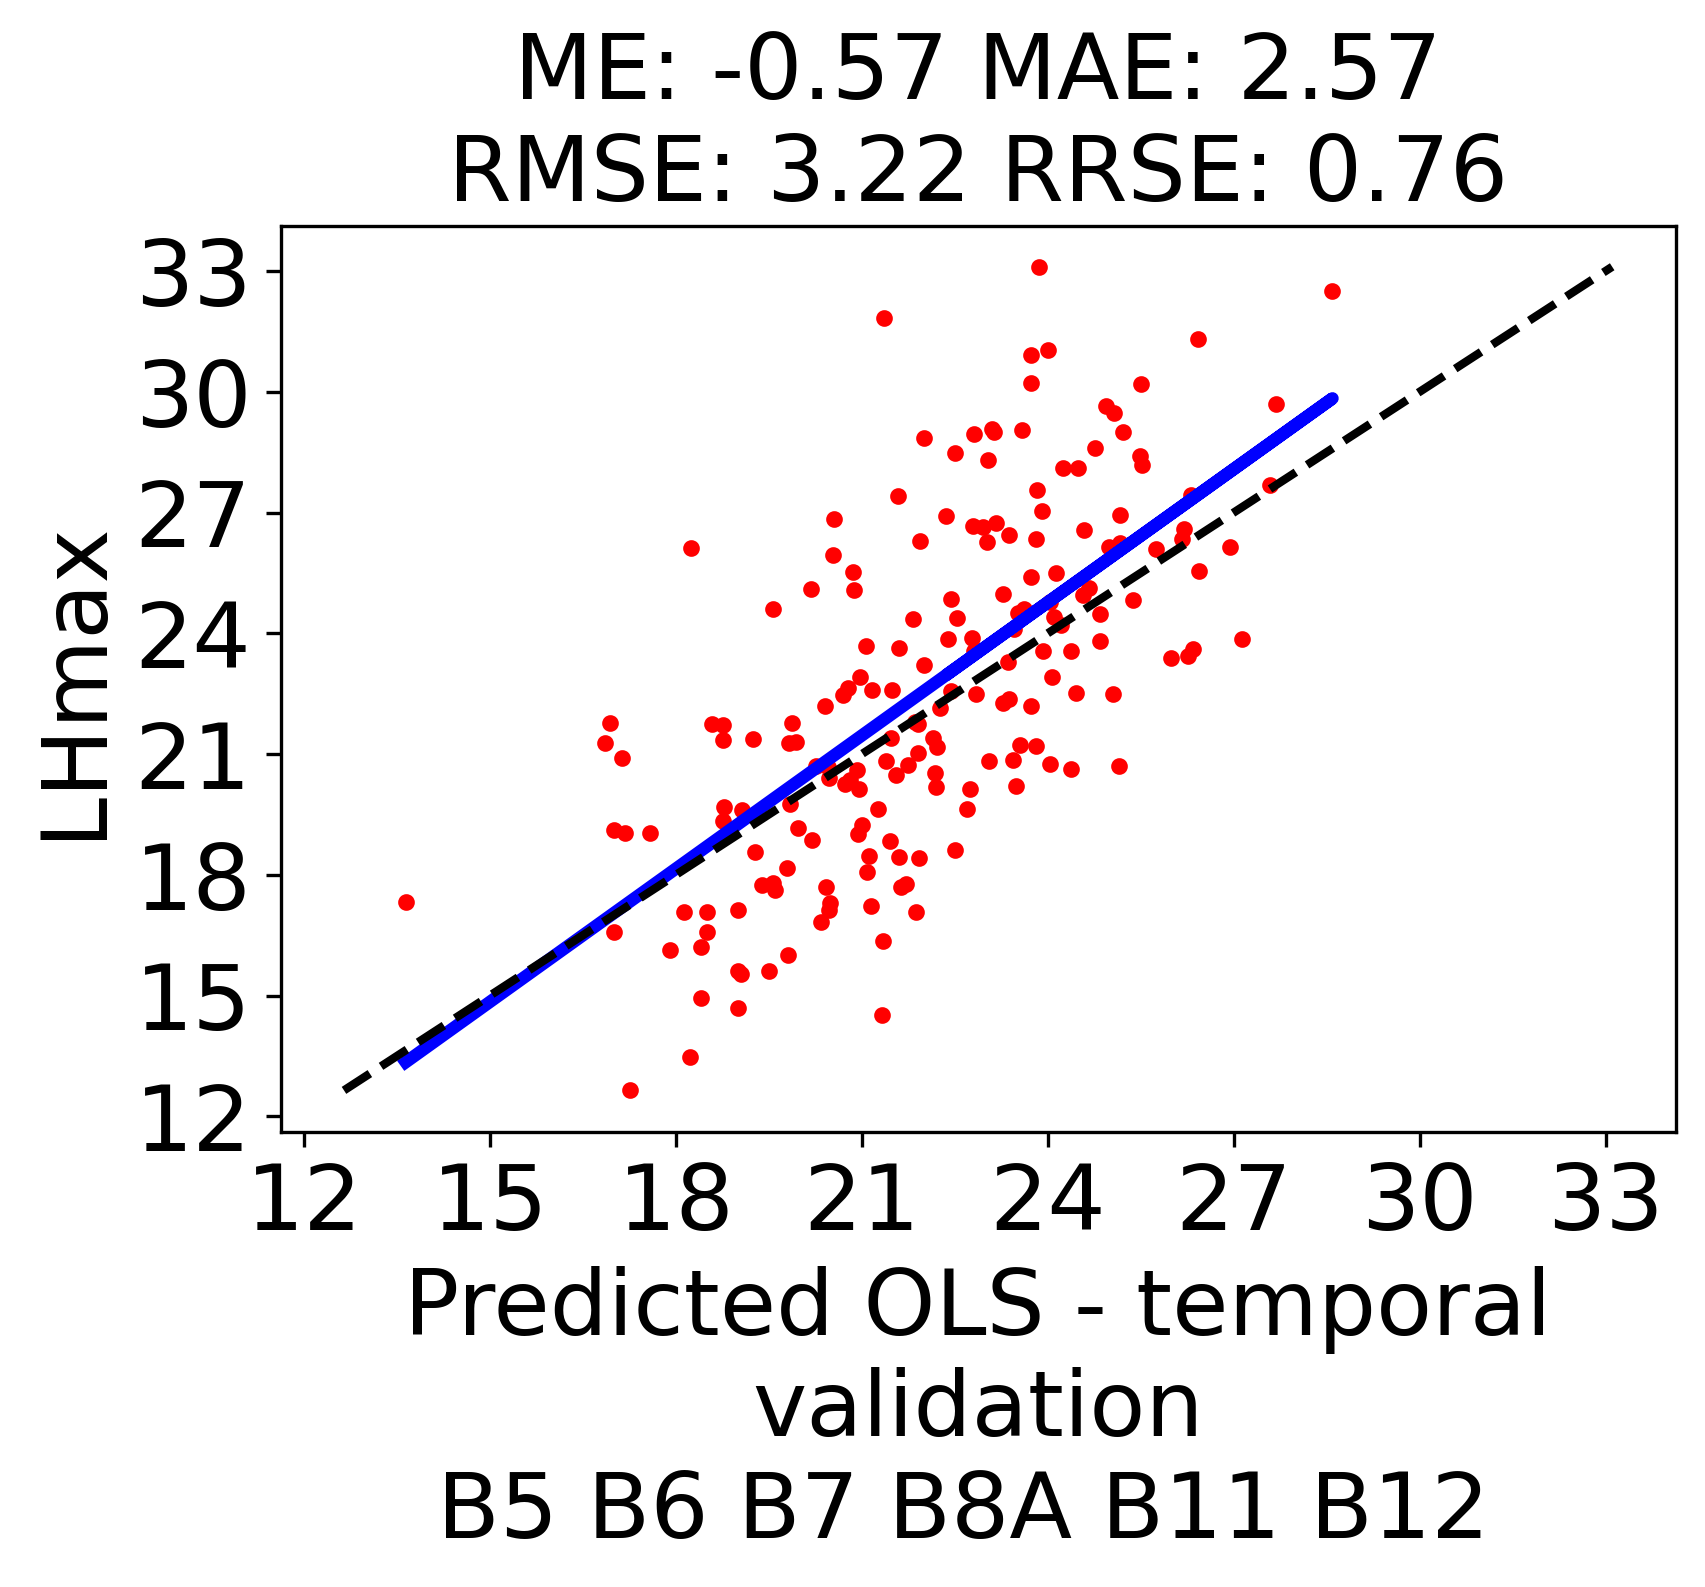 ME: -0.57 MAE: 2.57
RMSE: 3.22 RRSE: 0.76
33
30
27
24
21
18
15
12
LHmax
12 15 18 21 24 27 30 33
Predicted OLS - temporal
validation
B5 B6 B7 B8A B11 B12